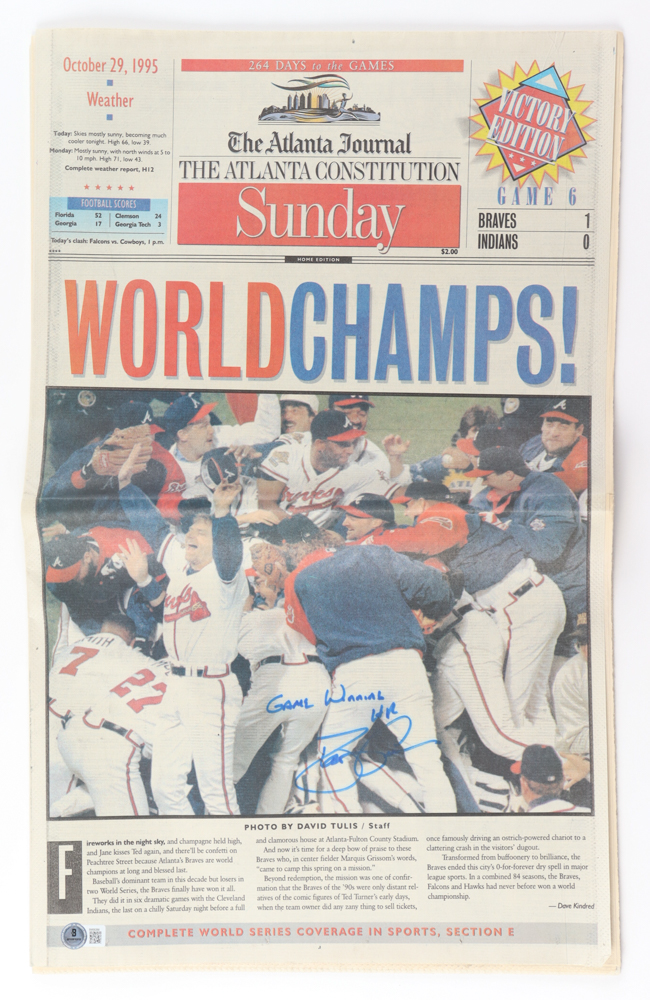 October 29, 1995
Weather
Today: Skies mostly sunny, becoming much
cooler tonight. High 66, low 39.
Monday: Mostly sunny, with north winds at 5 to
10 mph. High 71, low 43.
Complete weather report, H12
FOOTBALL SCORES
Florida 52 Clemson 24
Georgia 17 Georgia Tech 3
Today's clash: Falcons vs. Cowboys, 1 p.m.
264 DAYS to the GAMES
The Atlanta Journal
THE ATLANTA CONSTITUTION
Sunday
$2.00
HOME EDITION
VICTORY
EDITION
GAME 6
BRAVES 1
INDIANS 0
WORLDCHAMPS!
Braves
SMITH
7
27
GAME WINNING
HR
PHOTO BY DAVID TULIS / Staff
Fireworks in the night sky, and champagne held high,
and Jane kisses Ted again, and there'll be confetti on
Peachtree Street because Atlanta's Braves are world
champions at long and blessed last.
Baseball's dominant team in this decade but losers in
two World Series, the Braves finally have won it all.
They did it in six dramatic games with the Cleveland
Indians, the last on a chilly Saturday night before a full
and clamorous house at Atlanta-Fulton County Stadium.
And now it's time for a deep bow of praise to these
Braves who, in center fielder Marquis Grissom's words,
"came to camp this spring on a mission."
Beyond redemption, the mission was one of confir-
mation that the Braves of the '90s were only distant rel-
atives of the comic figures of Ted Turner's early days,
when the team owner did any zany thing to sell tickets,
once famously driving an ostrich-powered chariot to a
clattering crash in the visitors' dugout.
Transformed from buffoonery to brilliance, the
Braves ended this city's 0-for-forever dry spell in major
league sports. In a combined 84 seasons, the Braves,
Falcons and Hawks had never before won a world
championship.
— Dave Kindred
COMPLETE WORLD SERIES COVERAGE IN SPORTS, SECTION E